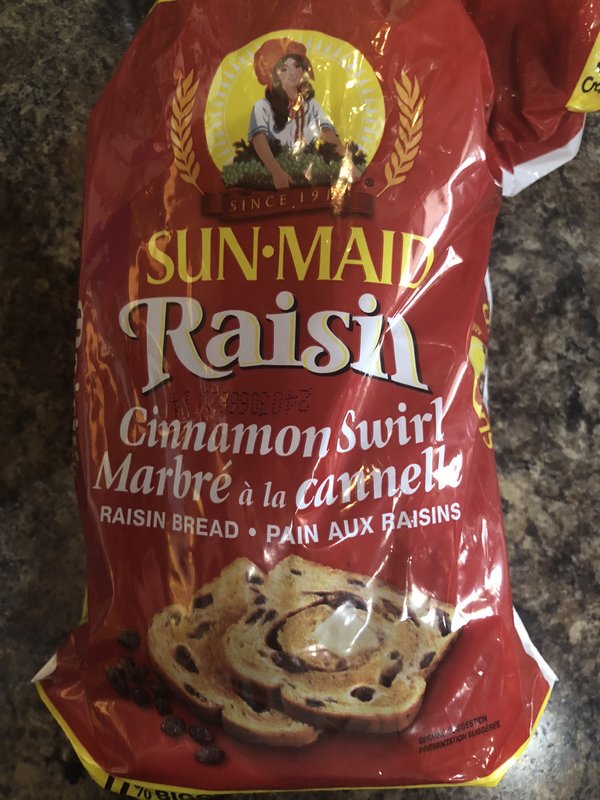 SINCE 19
SUN•MAID
Raisin
Cinnamon Swirl
Marbré à la cannelle
RAISIN BREAD • PAIN AUX RAISINS
SERVING SUGGESTION
PRÉSENTATION SUGGÉRÉE